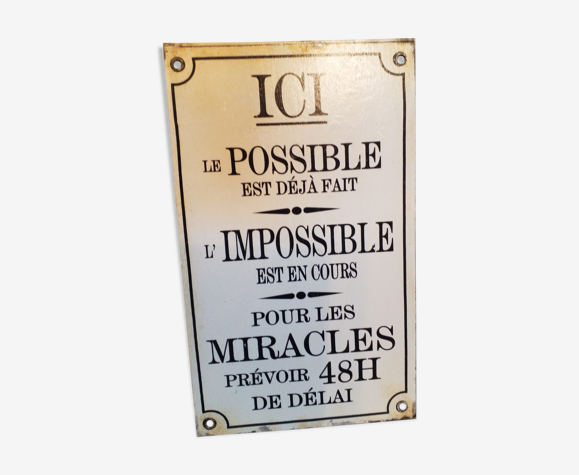 ICI
LE POSSIBLE
EST DÉJÀ FAIT
L' IMPOSSIBLE
EST EN COURS
POUR LES
MIRACLES
PRÉVOIR 48H
DE DÉLAI